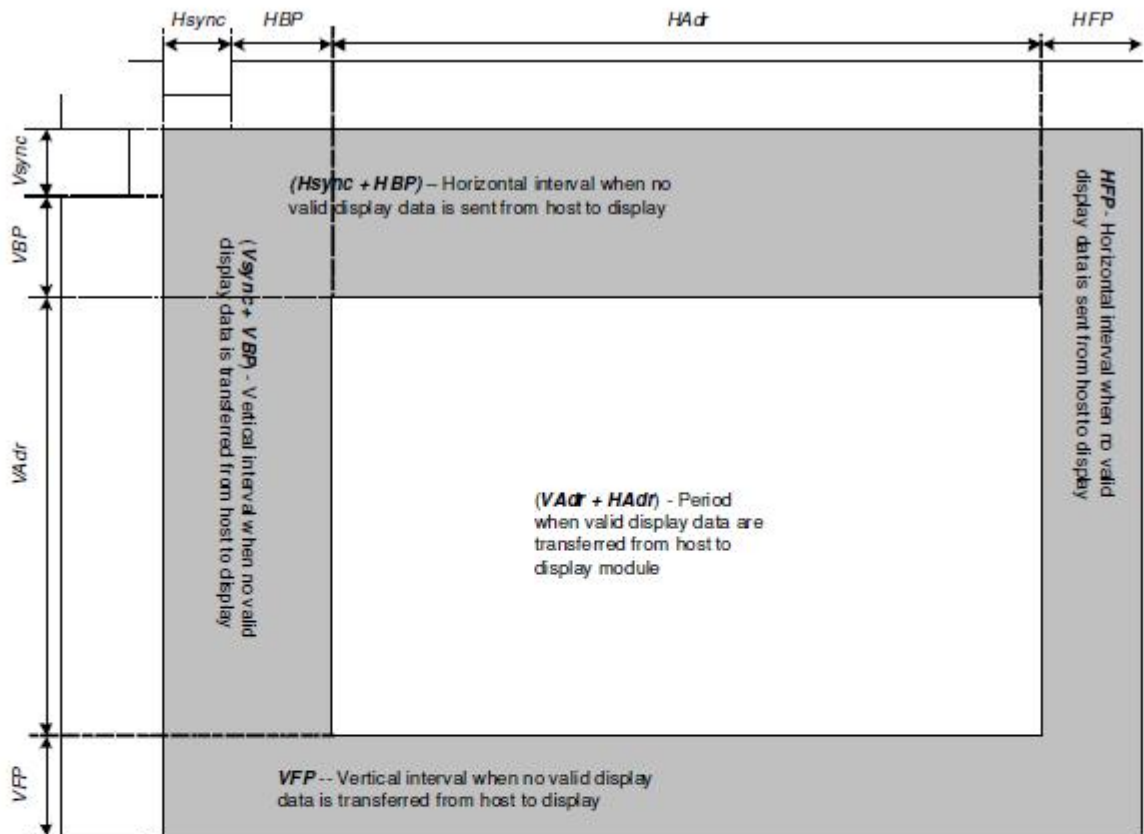 Hsync HBP HAdr HFP
Vsync
VBP
VAdr
VFP
(Hsync + HBP) – Horizontal interval when no
valid display data is sent from host to display
HFP - Horizontal interval when no valid
display data is sent from host to display
(Vsync + VBP) - Vertical interval when no valid
display data is transferred from host to display
(VAdr + HAdr) - Period
when valid display data are
transferred from host to
display module
VFP -- Vertical interval when no valid display
data is transferred from host to display